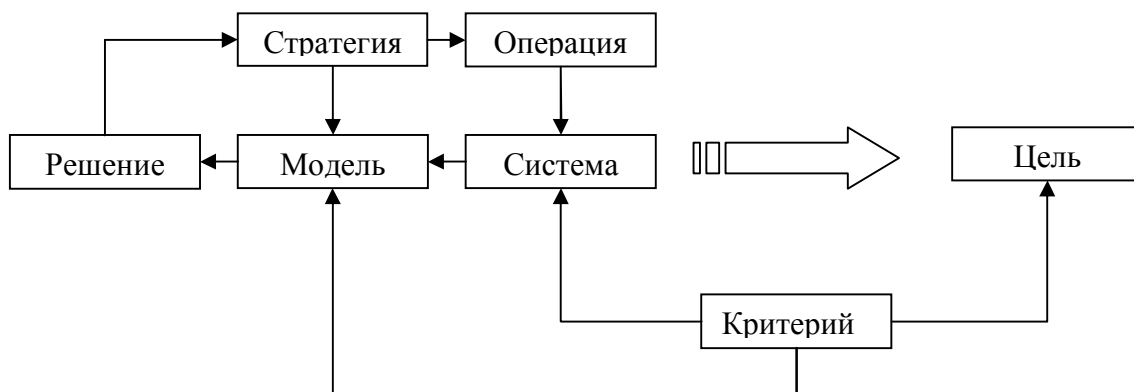 Стратегия
Операция
Решение
Модель
Система
Цель
Критерий